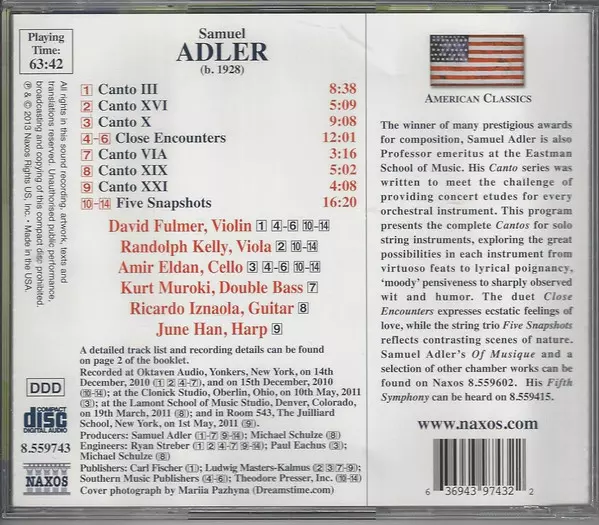 Playing
Time:
63:42
Samuel
ADLER
(b. 1928)
1 Canto III 8:38
2 Canto XVI 5:09
3 Canto X 9:08
4-6 Close Encounters 12:01
7 Canto VIA 3:16
8 Canto XIX 5:02
9 Canto XXI 4:08
10-14 Five Snapshots 16:20
David Fulmer, Violin 1 4-6 10-14
Randolph Kelly, Viola 2 10-14
Amir Eldan, Cello 3 4-6 10-14
Kurt Muroki, Double Bass 7
Ricardo Iznaola, Guitar 8
June Han, Harp 9
A detailed track list and recording details can be found
on page 2 of the booklet.
Recorded at Oktaven Audio, Yonkers, New York, on 14th
December, 2010 (1 2 4-7), and on 15th December, 2010
(10-14); at the Clonick Studio, Oberlin, Ohio, on 10th May, 2011
(3); at the Lamont School of Music Studio, Denver, Colorado,
on 19th March, 2011 (8); and in Room 543, The Juilliard
School, New York, on 1st May, 2011 (9).
Producers: Samuel Adler (1-7 9-14); Michael Schulze (8)
Engineers: Ryan Streber (1 2 4-7 9 10-14); Paul Eachus (3);
Michael Schulze (8)
Publishers: Carl Fischer (1); Ludwig Masters-Kalmus (2 3 7-9);
Southern Music Publishers (4-6); Theodore Presser, Inc. (10-14)
Cover photograph by Mariia Pazhyna (Dreamstime.com)
All rights in this sound recording, artwork, texts and
translations reserved. Unauthorised public performance,
broadcasting and copying of this compact disc prohibited.
℗ & © 2013 Naxos Rights US, Inc. • Made in the USA
DDD
COMPACT
disc
DIGITAL AUDIO
8.559743
NAXOS
AMERICAN CLASSICS
The winner of many prestigious awards
for composition, Samuel Adler is also
Professor emeritus at the Eastman
School of Music. His Canto series was
written to meet the challenge of
providing concert etudes for every
orchestral instrument. This program
presents the complete Cantos for solo
string instruments, exploring the great
possibilities in each instrument from
virtuoso feats to lyrical poignancy,
‘moody’ pensiveness to sharply observed
wit and humor. The duet Close
Encounters expresses ecstatic feelings of
love, while the string trio Five Snapshots
reflects contrasting scenes of nature.
Samuel Adler's Of Musique and a
selection of other chamber works can be
found on Naxos 8.559602. His Fifth
Symphony can be heard on 8.559415.
www.naxos.com
6 36943 97432 2